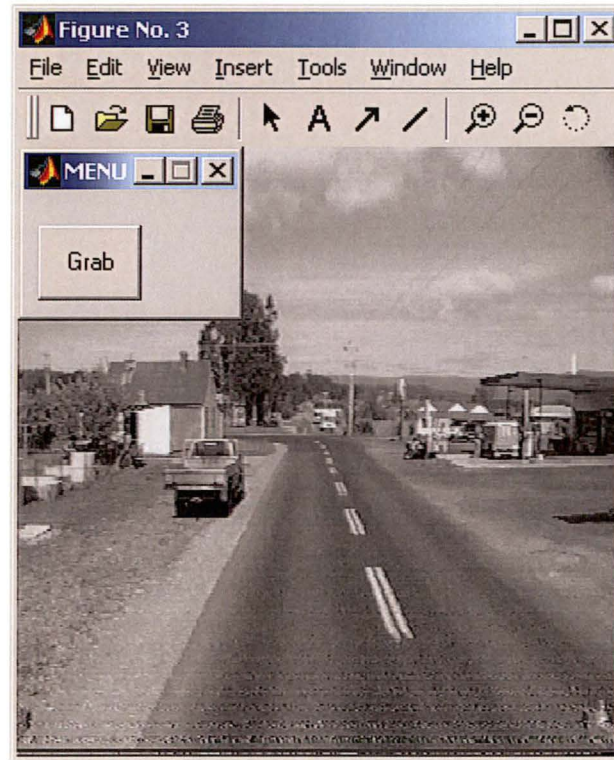 Figure No. 3
File Edit View Insert Tools Window Help
A
MENU
Grab